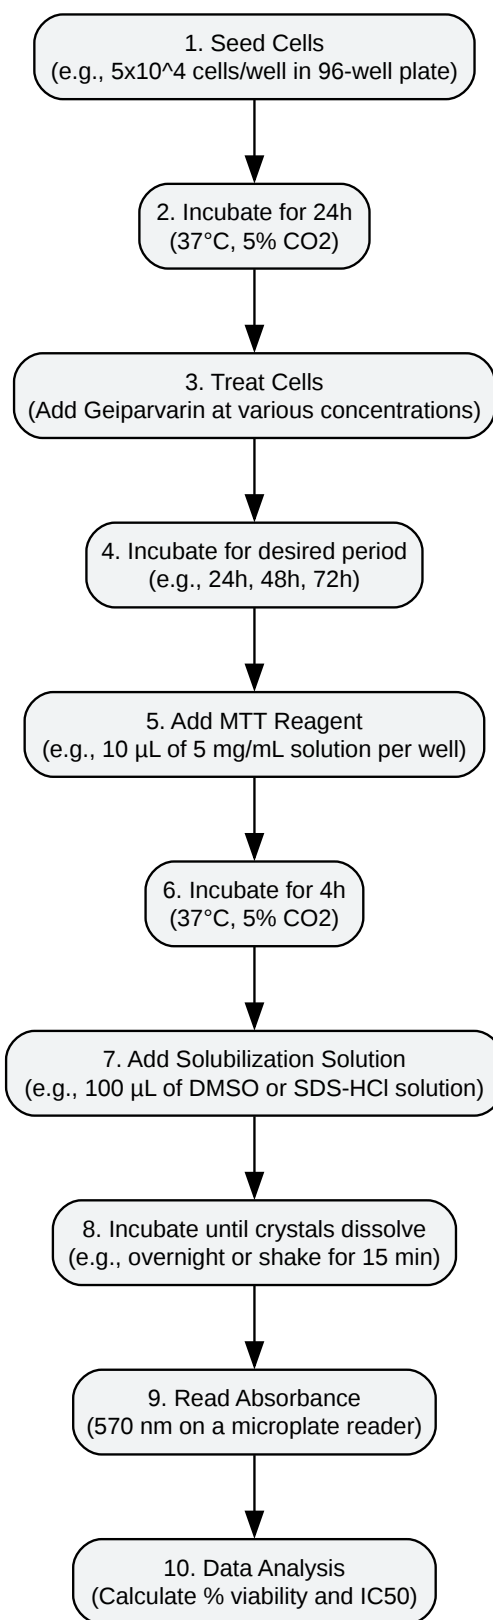 1. Seed Cells
(e.g., 5x10^4 cells/well in 96-well plate)
2. Incubate for 24h
(37°C, 5% CO2)
3. Treat Cells
(Add Geiparvarin at various concentrations)
4. Incubate for desired period
(e.g., 24h, 48h, 72h)
5. Add MTT Reagent
(e.g., 10 µL of 5 mg/mL solution per well)
6. Incubate for 4h
(37°C, 5% CO2)
7. Add Solubilization Solution
(e.g., 100 µL of DMSO or SDS-HCl solution)
8. Incubate until crystals dissolve
(e.g., overnight or shake for 15 min)
9. Read Absorbance
(570 nm on a microplate reader)
10. Data Analysis
(Calculate % viability and IC50)